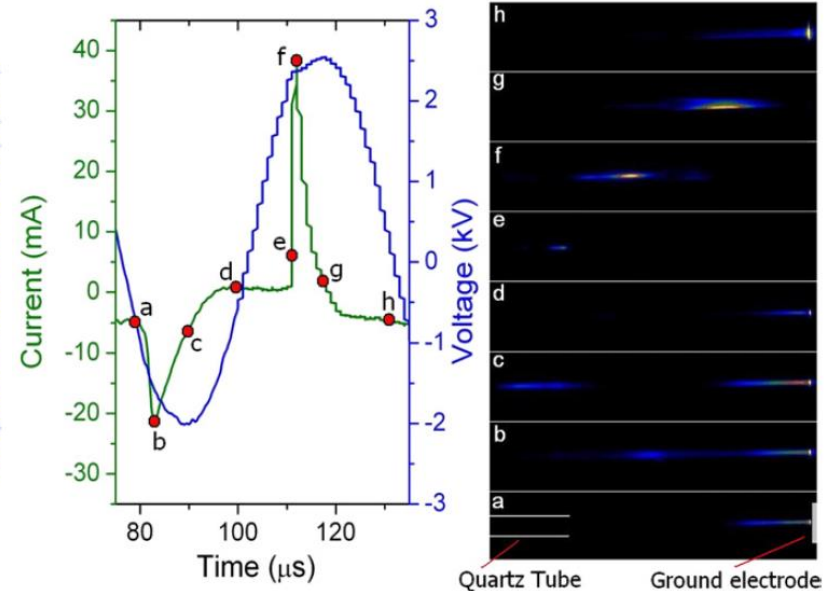 40
30
20
10
0
-10
-20
-30
Current (mA)
80
100
120
Time (μs)
3
2
1
0
-1
-2
-3
Voltage (kV)
a
b
c
d
e
f
g
h
h
g
f
e
d
c
b
a
Quartz Tube
Ground electrode